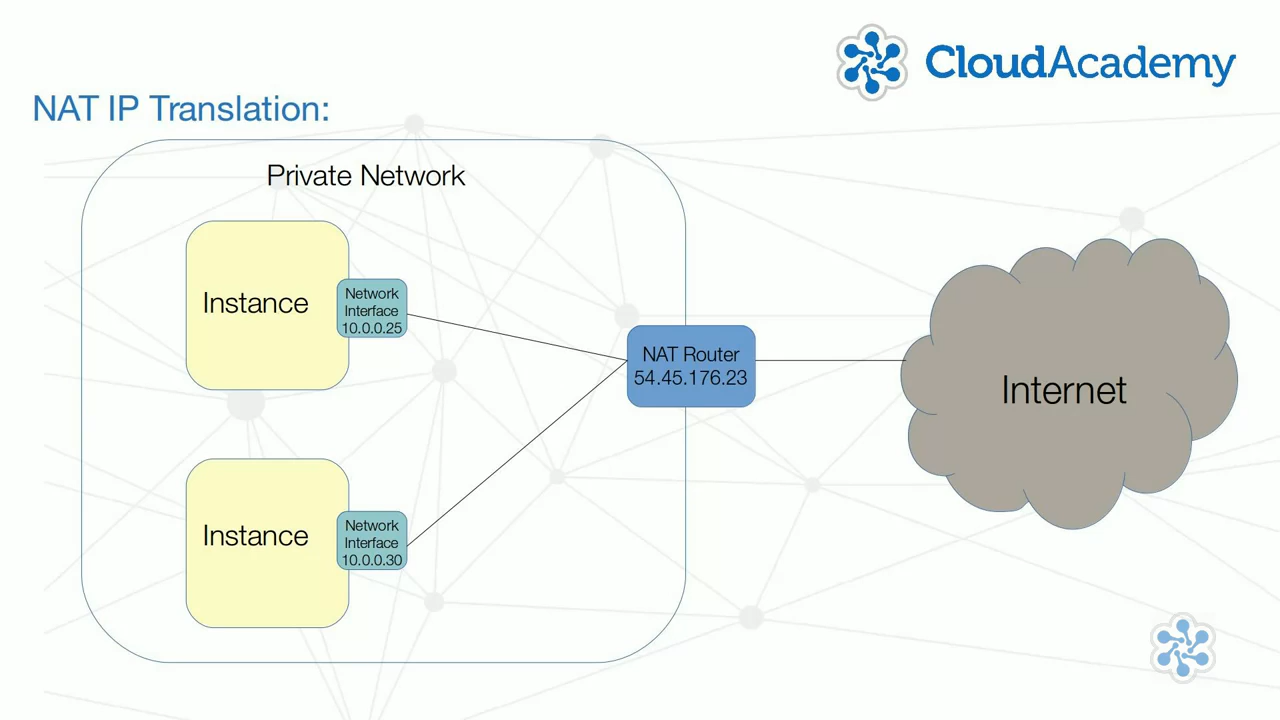 CloudAcademy
NAT IP Translation:
Private Network
Instance
Network
Interface
10.0.0.25
NAT Router
54.45.176.23
Internet
Instance
Network
Interface
10.0.0.30